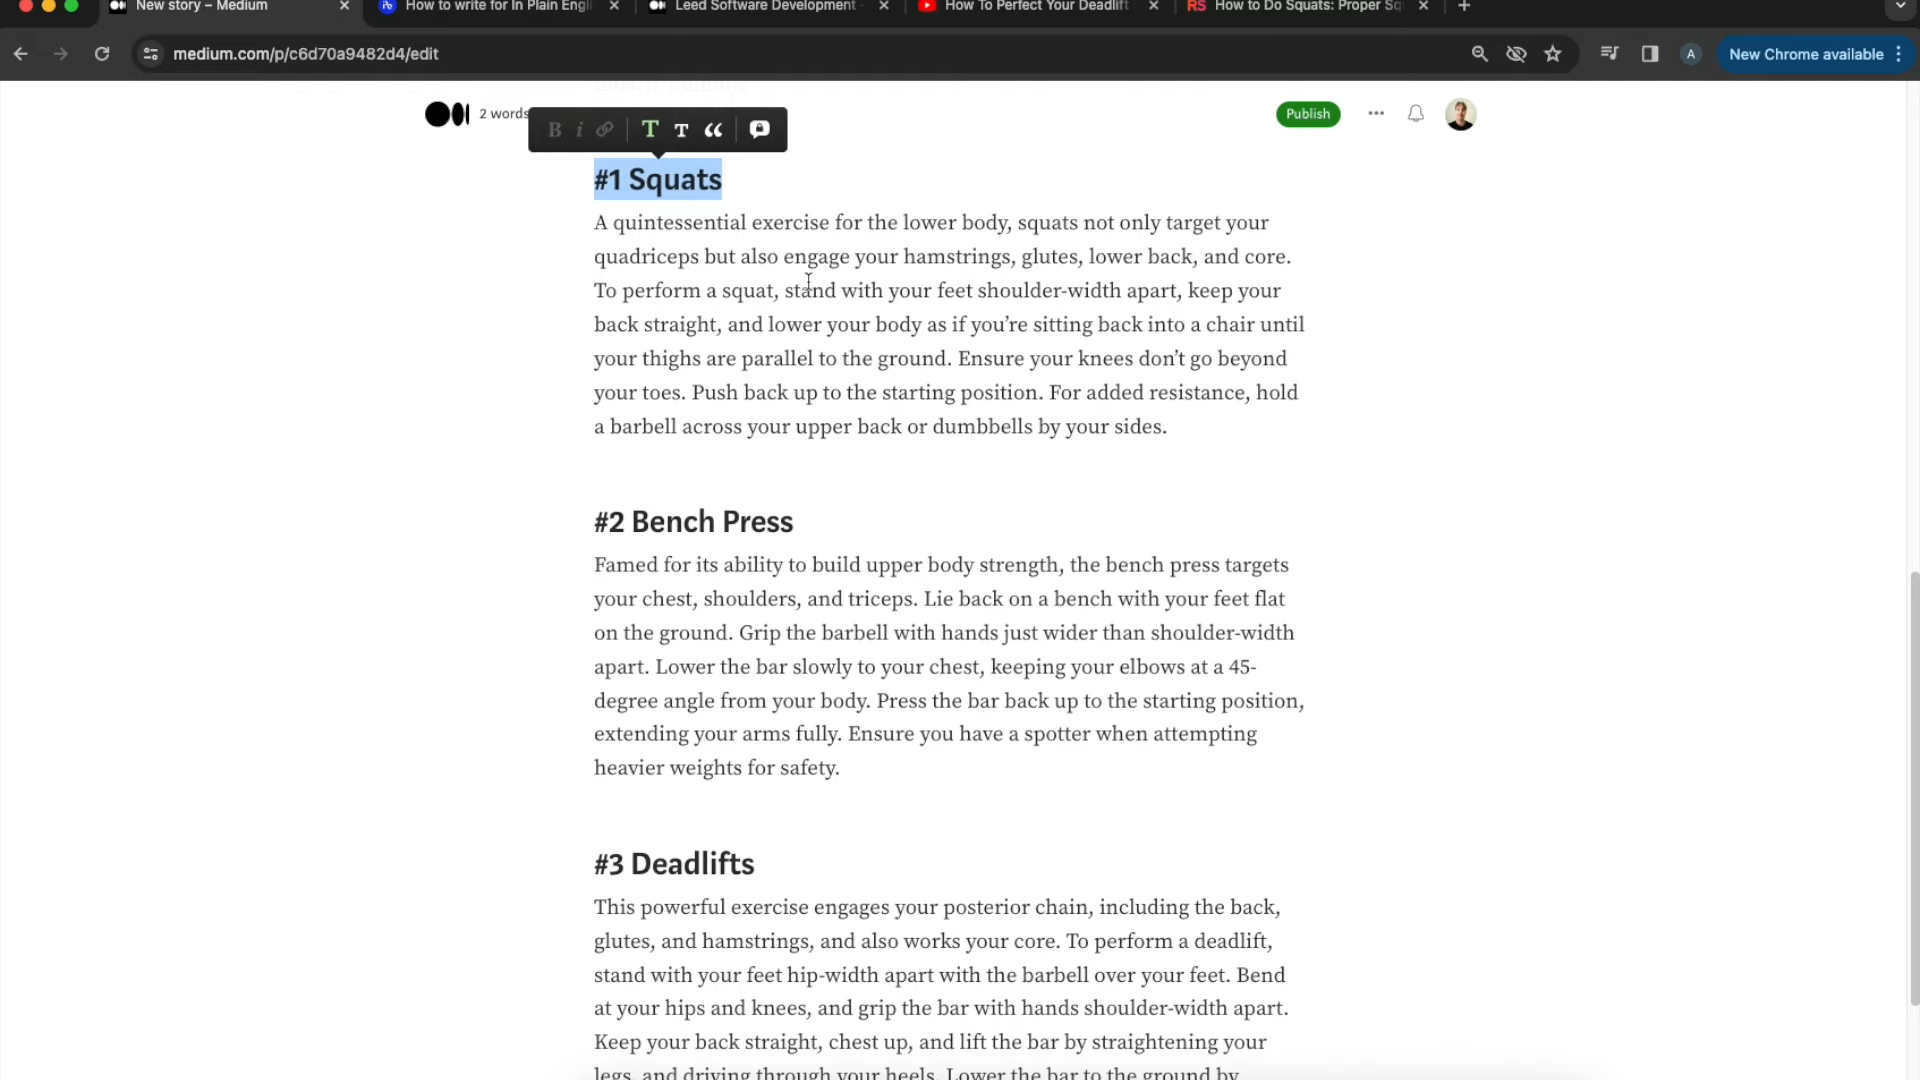 New story – Medium
How to write for In Plain Engli
Leed Software Development
How To Perfect Your Deadlift
RS How to Do Squats: Proper Sq
medium.com/p/c6d70a9482d4/edit
A
New Chrome available
2 words
B i T T
Publish
#1 Squats
A quintessential exercise for the lower body, squats not only target your
quadriceps but also engage your hamstrings, glutes, lower back, and core.
To perform a squat, stand with your feet shoulder-width apart, keep your
back straight, and lower your body as if you’re sitting back into a chair until
your thighs are parallel to the ground. Ensure your knees don’t go beyond
your toes. Push back up to the starting position. For added resistance, hold
a barbell across your upper back or dumbbells by your sides.
#2 Bench Press
Famed for its ability to build upper body strength, the bench press targets
your chest, shoulders, and triceps. Lie back on a bench with your feet flat
on the ground. Grip the barbell with hands just wider than shoulder-width
apart. Lower the bar slowly to your chest, keeping your elbows at a 45-
degree angle from your body. Press the bar back up to the starting position,
extending your arms fully. Ensure you have a spotter when attempting
heavier weights for safety.
#3 Deadlifts
This powerful exercise engages your posterior chain, including the back,
glutes, and hamstrings, and also works your core. To perform a deadlift,
stand with your feet hip-width apart with the barbell over your feet. Bend
at your hips and knees, and grip the bar with hands shoulder-width apart.
Keep your back straight, chest up, and lift the bar by straightening your
legs, and driving through your heels. Lower the bar to the ground by